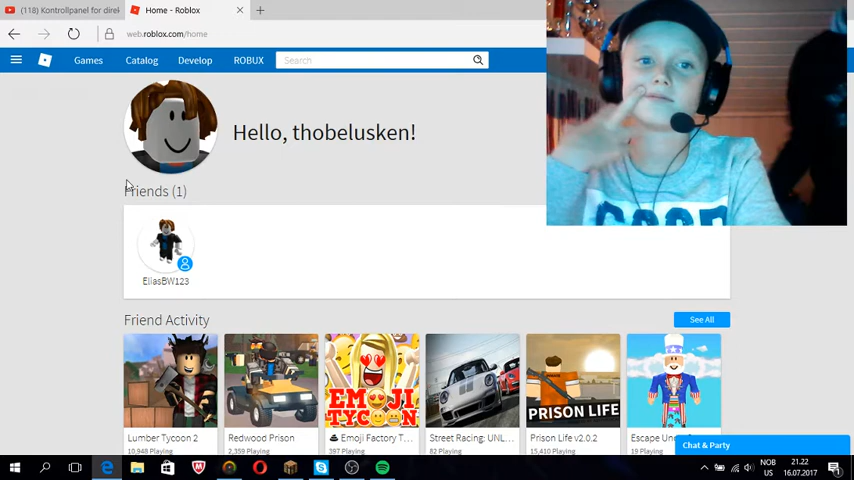 (118) Kontrollpanel for direk
Home - Roblox
web.roblox.com/home
Games
Catalog
Develop
ROBUX
Search
Hello, thobelusken!
Friends (1)
EliasBW123
Friend Activity
See All
EMOJI
TYCOON
PRISON LIFE
Lumber Tycoon 2
Redwood Prison
Emoji Factory T...
Street Racing: UNL...
Prison Life v2.0.2
Escape Un
10,948 Playing
2,359 Playing
82 Playing
15,410 Playing
19 Playing
Chat & Party
NOB
US
21.22
16.07.2017